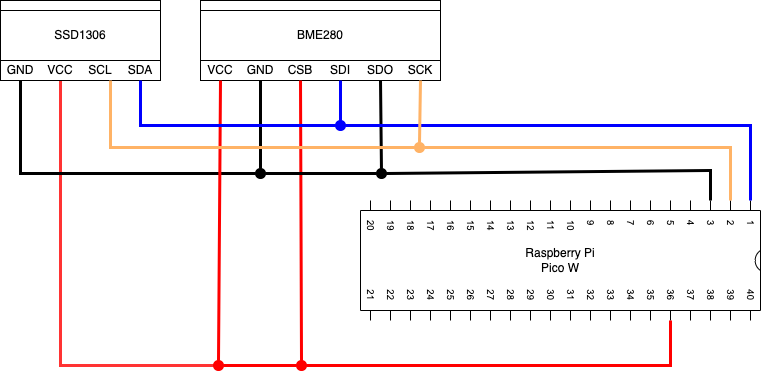 SSD1306
BME280
GND VCC SCL SDA
VCC GND CSB SDI SDO SCK
20 19 18 17 16 15 14 13 12 11 10 9 8 7 6 5 4 3 2 1
Raspberry Pi
Pico W
21 22 23 24 25 26 27 28 29 30 31 32 33 34 35 36 37 38 39 40